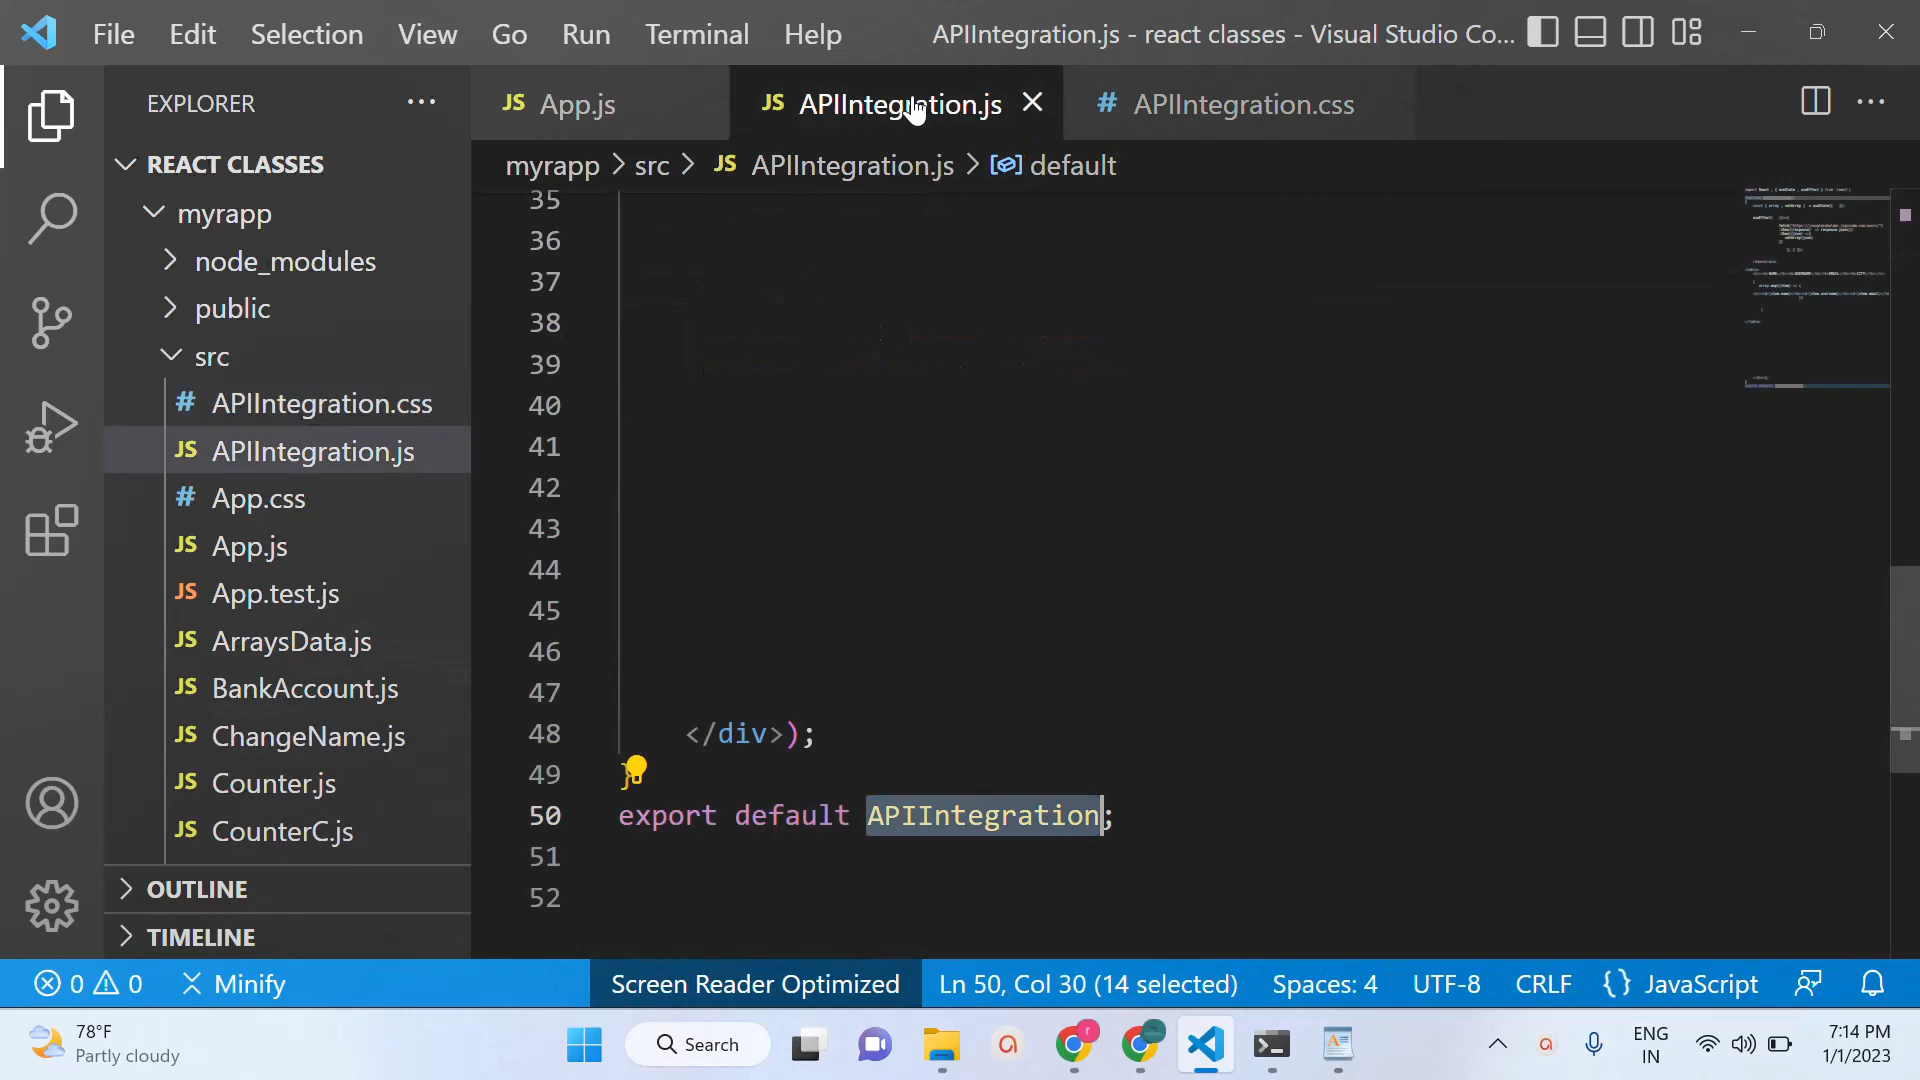 File Edit Selection View Go Run Terminal Help APIIntegration.js - react classes - Visual Studio Co...
EXPLORER ...
JS App.js JS APIIntegration.js # APIIntegration.css
myrapp > src > JS APIIntegration.js > default
REACT CLASSES
myrapp
node_modules
public
src
# APIIntegration.css
JS APIIntegration.js
# App.css
JS App.js
JS App.test.js
JS ArraysData.js
JS BankAccount.js
JS ChangeName.js
JS Counter.js
JS CounterC.js
OUTLINE
TIMELINE
35
36
37
38
39
40
41
42
43
44
45
46
47
48 </div>);
49 }
50 export default APIIntegration;
51
52
0 0 Minify Screen Reader Optimized Ln 50, Col 30 (14 selected) Spaces: 4 UTF-8 CRLF {} JavaScript
78°F
Partly cloudy
Search
ENG
IN
7:14 PM
1/1/2023